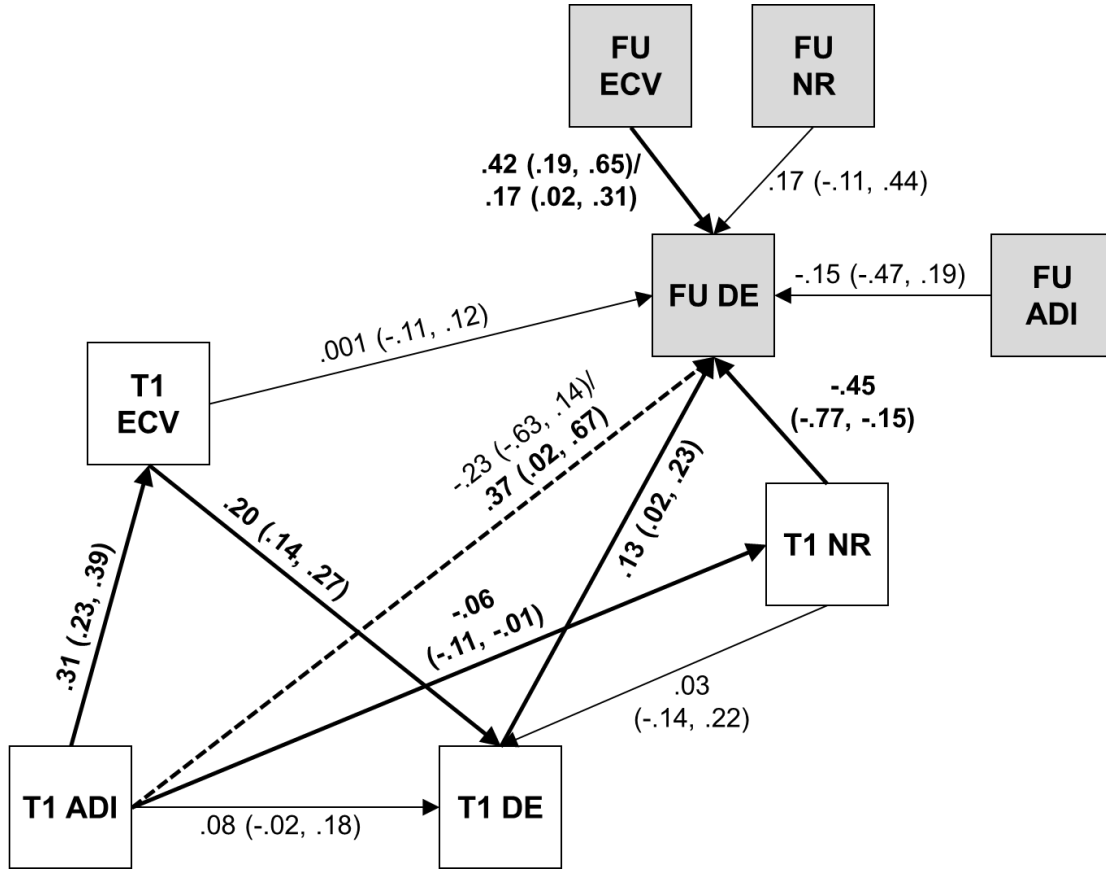 FU
ECV
FU
NR
.42 (.19, .65)/
.17 (.02, .31)
.17 (-.11, .44)
FU DE
-.15 (-.47, .19)
FU
ADI
.001 (-.11, .12)
T1
ECV
-.23 (-.63, .14)/
.37 (.02, .67)
-.45
(-.77, -.15)
.20 (.14, .27)
.13 (.02, .23)
T1 NR
.31 (.23, .39)
-.06
(-.11, -.01)
.03
(-.14, .22)
T1 ADI
.08 (-.02, .18)
T1 DE